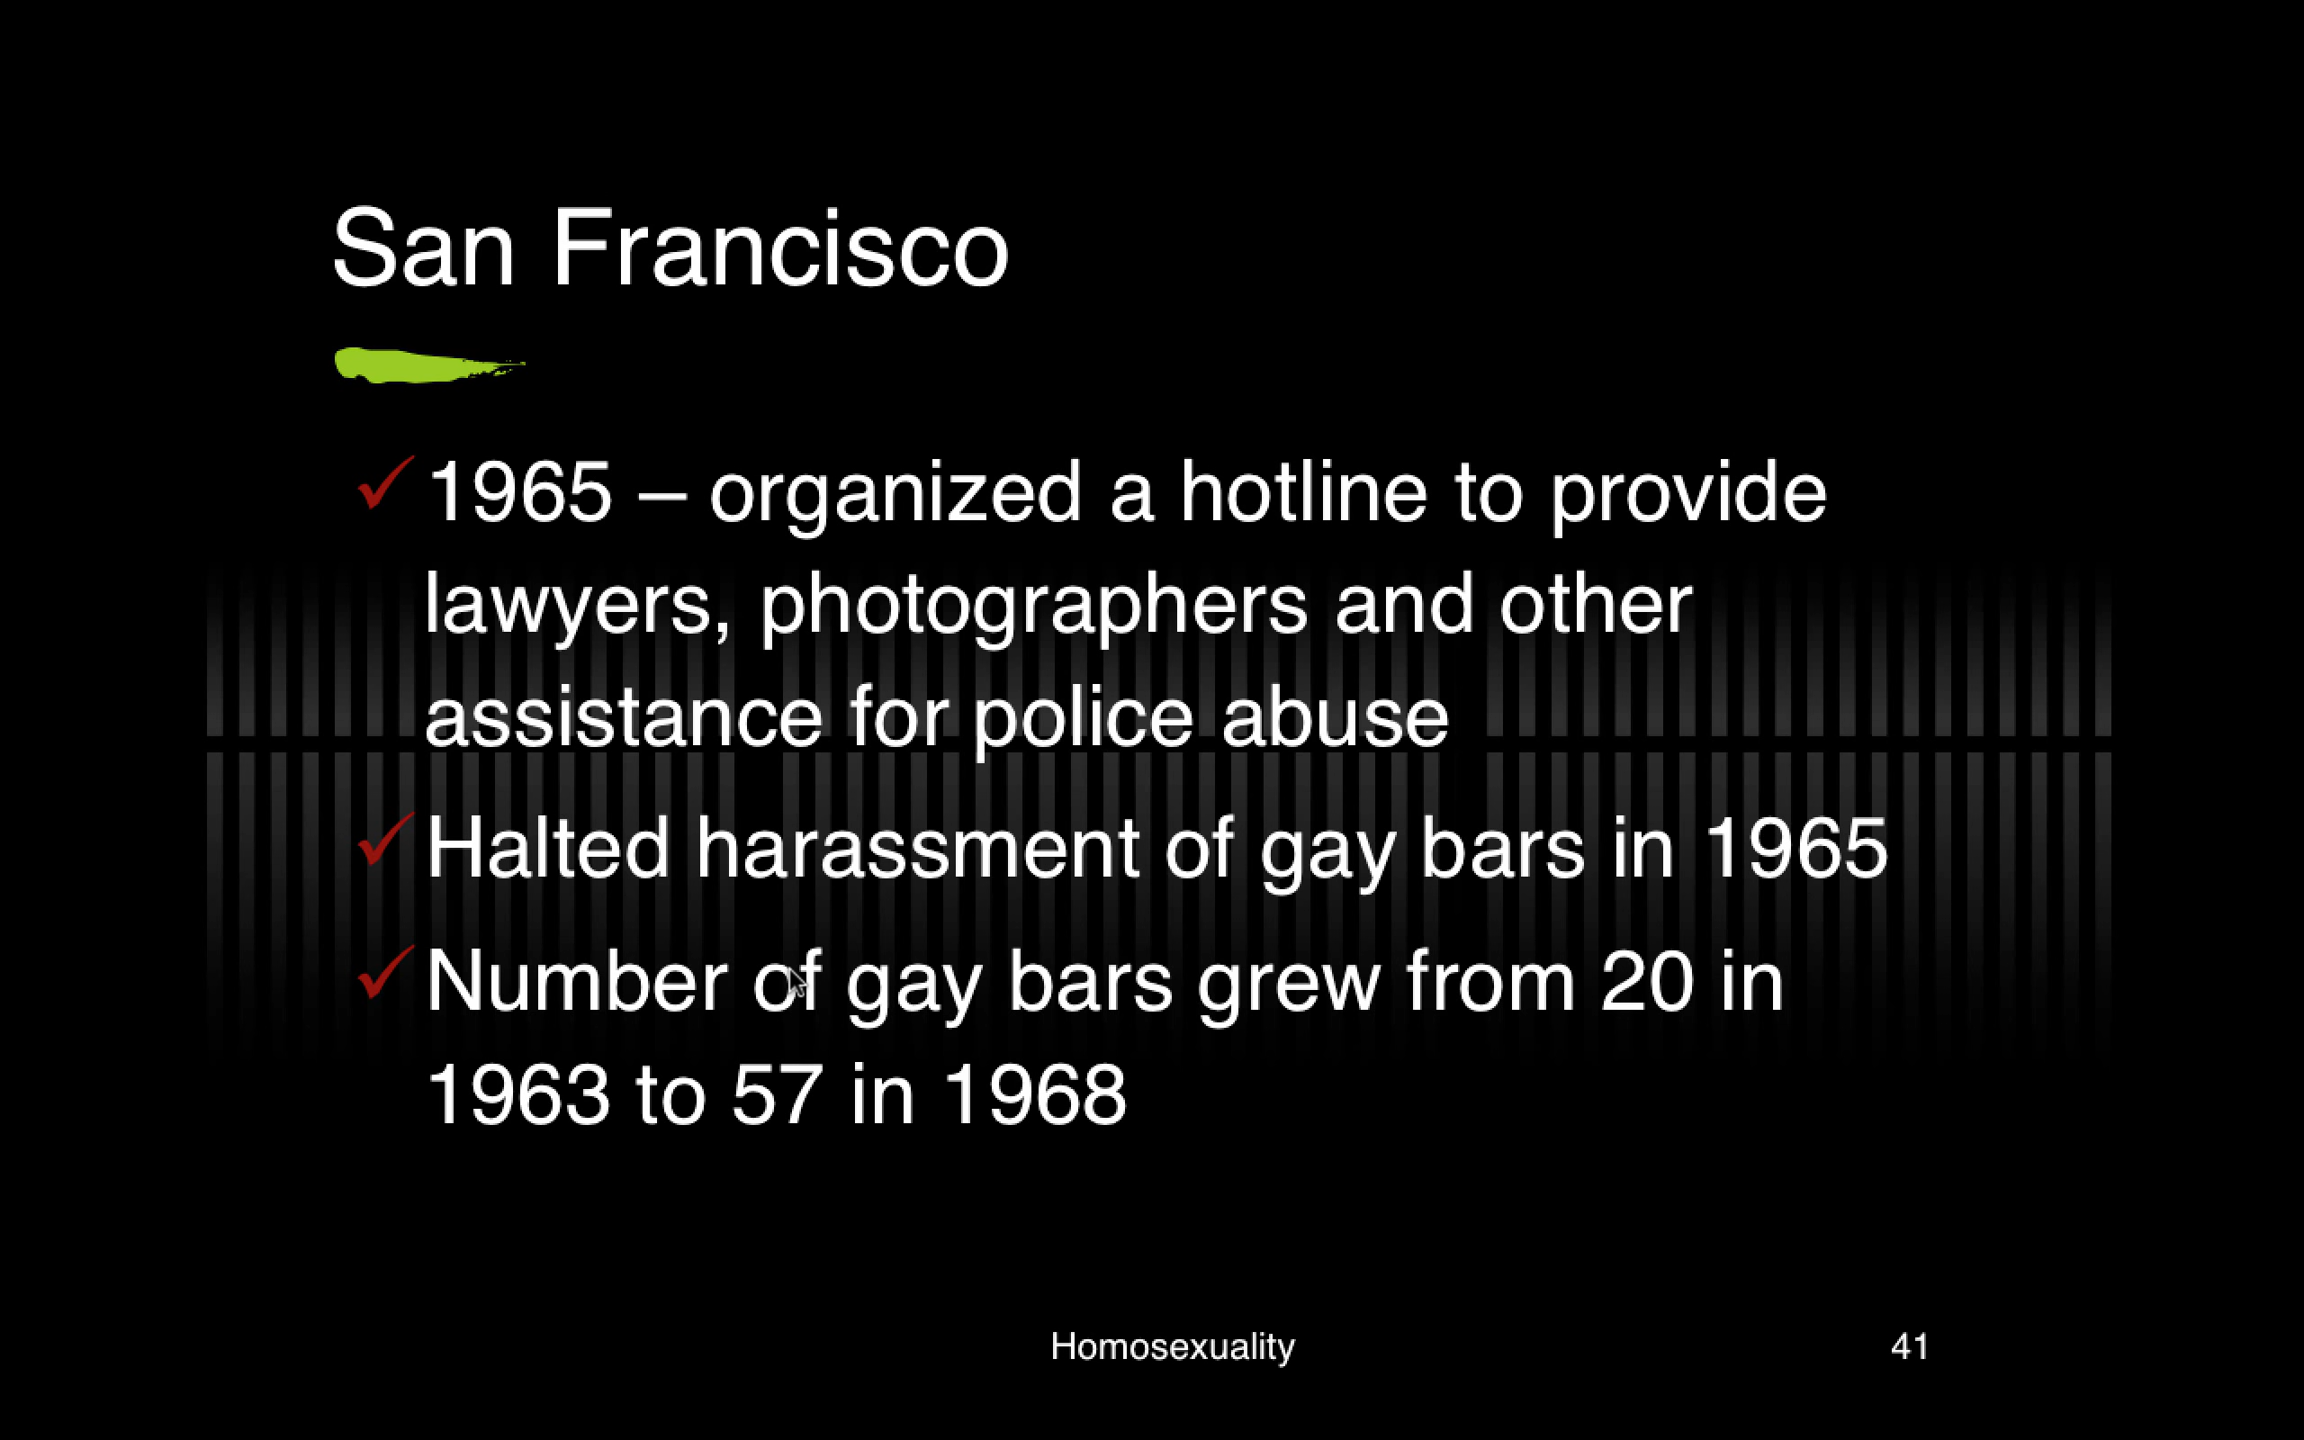 San Francisco
1965 – organized a hotline to provide
lawyers, photographers and other
assistance for police abuse
Halted harassment of gay bars in 1965
Number of gay bars grew from 20 in
1963 to 57 in 1968
Homosexuality
41